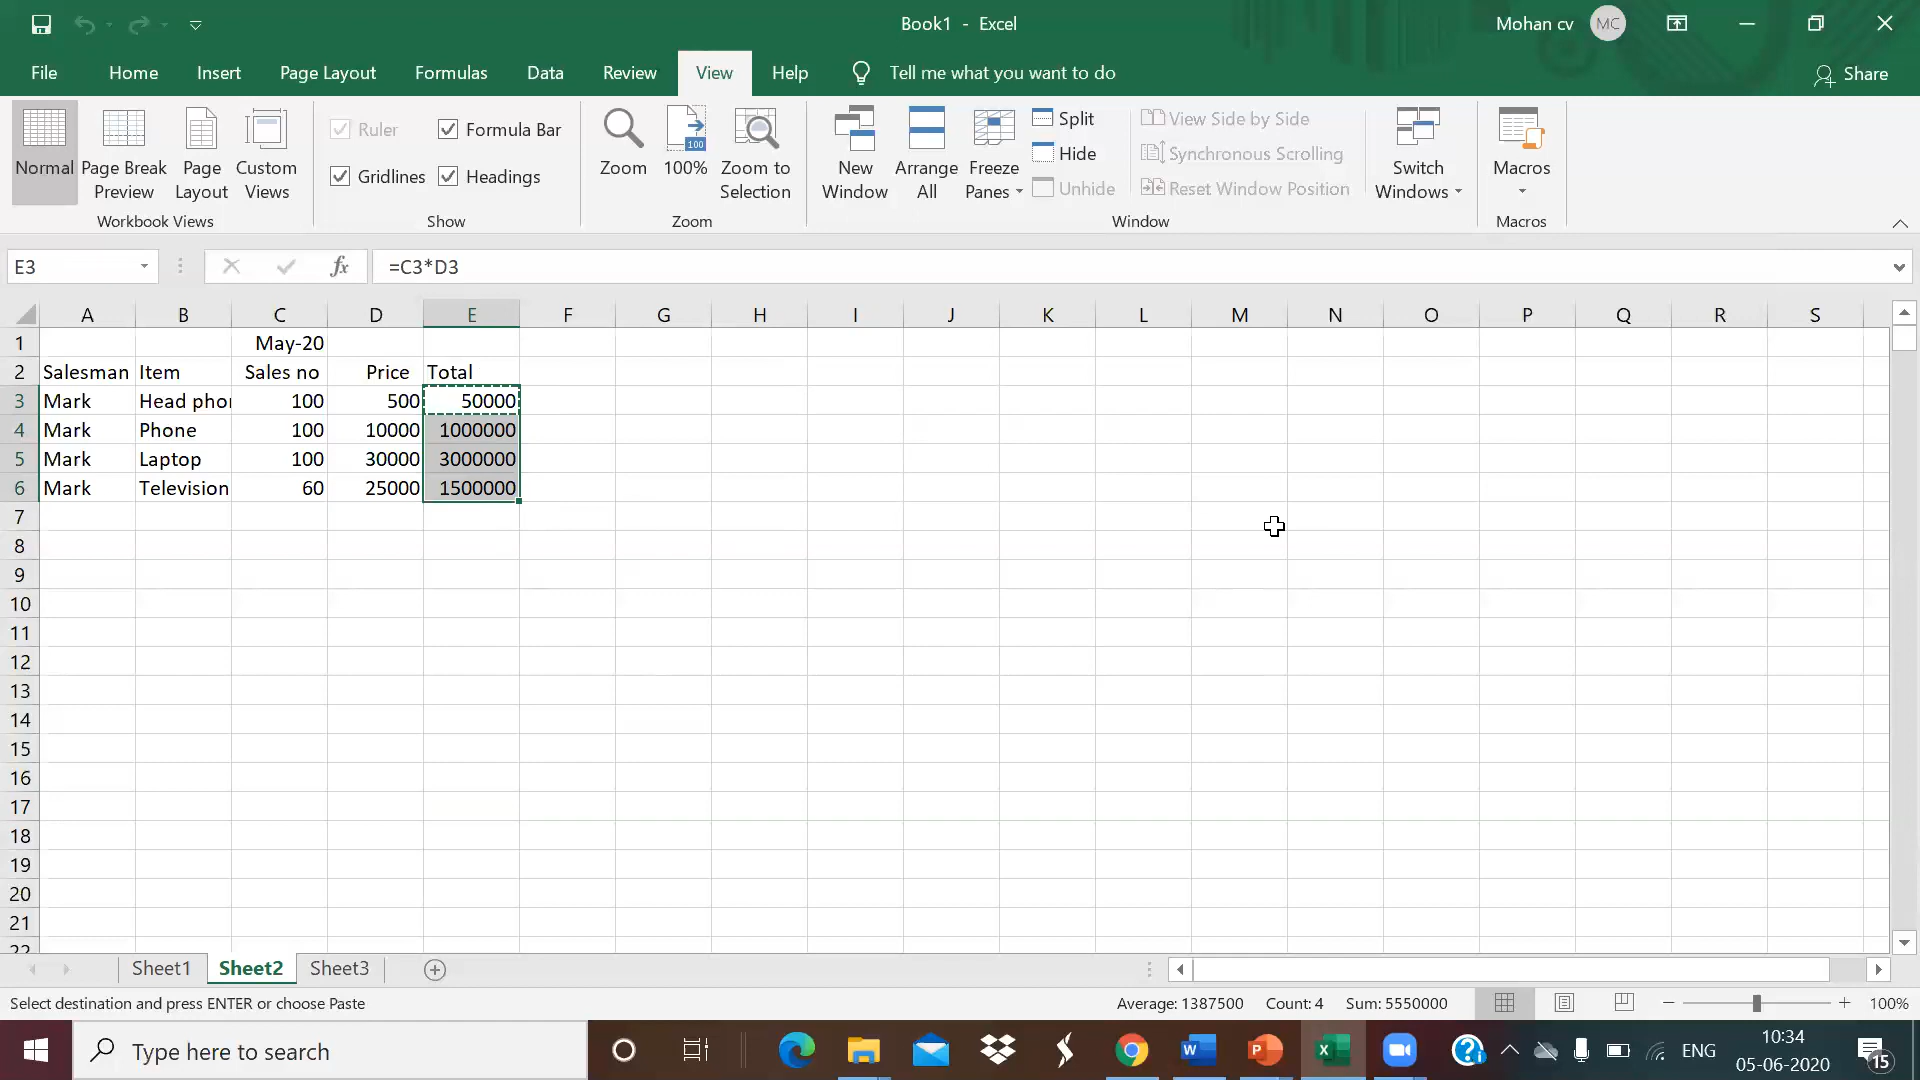 Book1 - Excel
Mohan cv MC
File Home Insert Page Layout Formulas Data Review View Help Tell me what you want to do Share
Normal Page Break Preview Page Layout Custom Views
Workbook Views
Ruler Formula Bar
Gridlines Headings
Show
Zoom 100% Zoom to Selection
100
Zoom
New Window Arrange All Freeze Panes
Split
Hide
Unhide
View Side by Side
Synchronous Scrolling
Reset Window Position
Window
Switch Windows
Macros
Macros
E3 fx =C3*D3
A B C D E F G H I J K L M N O P Q R S
1 May-20
2 Salesman Item Sales no Price Total
3 Mark Head pho 100 500 50000
4 Mark Phone 100 10000 1000000
5 Mark Laptop 100 30000 3000000
6 Mark Television 60 25000 1500000
7
8
9
10
11
12
13
14
15
16
17
18
19
20
21
22
Sheet1 Sheet2 Sheet3
Select destination and press ENTER or choose Paste Average: 1387500 Count: 4 Sum: 5550000 100%
Type here to search
W P X ? ENG
10:34
05-06-2020
15